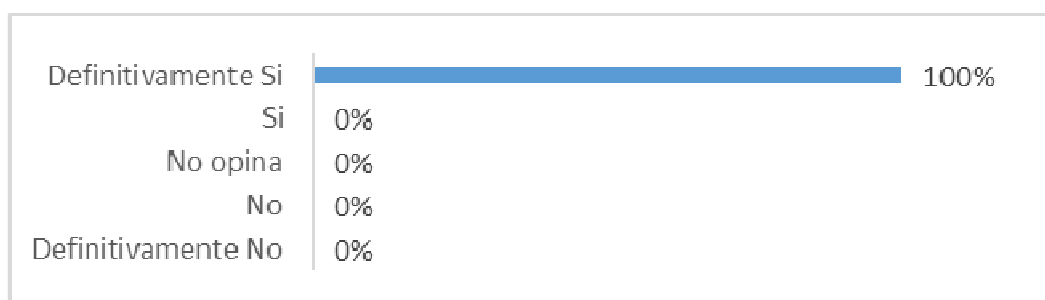 Definitivamente Si 100%
Si 0%
No opina 0%
No 0%
Definitivamente No 0%